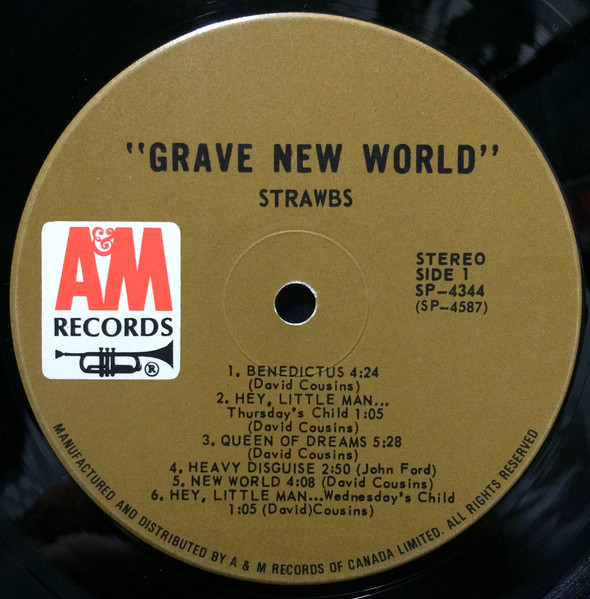 "GRAVE NEW WORLD"
STRAWBS
A&M
RECORDS
®
STEREO
SIDE 1
SP-4344
(SP-4587)
1. BENEDICTUS 4:24
(David Cousins)
2. HEY, LITTLE MAN...
Thursday's Child 1:05
(David Cousins)
3. QUEEN OF DREAMS 5:28
(David Cousins)
4. HEAVY DISGUISE 2:50 (John Ford)
5. NEW WORLD 4:08 (David Cousins)
6. HEY, LITTLE MAN...Wednesday's Child
1:05 (David)Cousins)
MANUFACTURED AND DISTRIBUTED BY A & M RECORDS OF CANADA LIMITED. ALL RIGHTS RESERVED